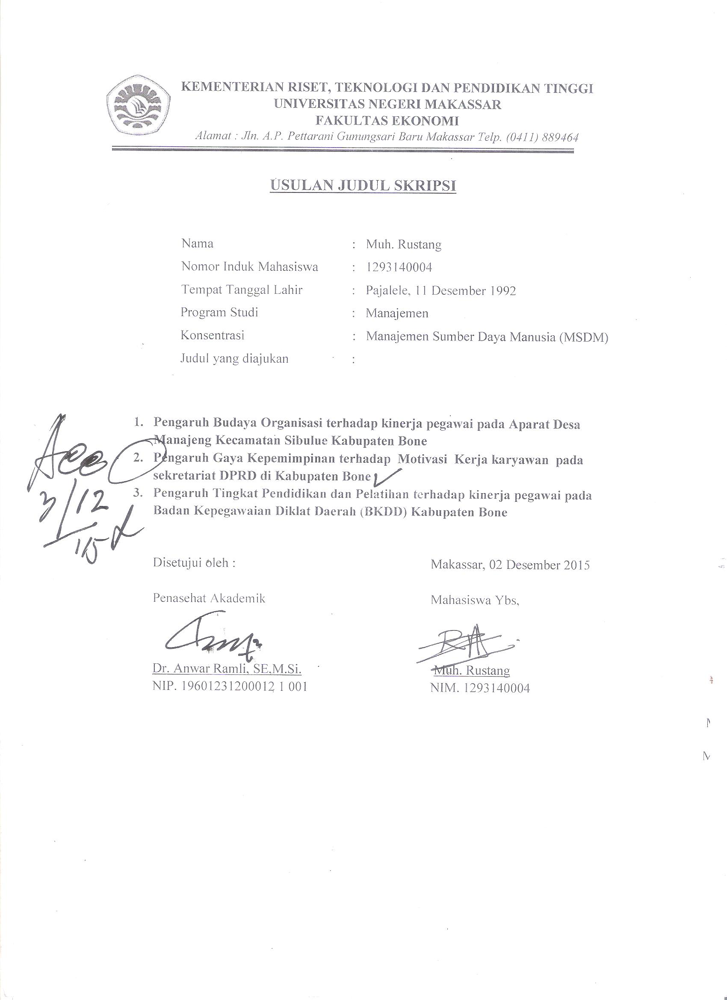 KEMENTERIAN RISET, TEKNOLOGI DAN PENDIDIKAN TINGGI
UNIVERSITAS NEGERI MAKASSAR
FAKULTAS EKONOMI
Alamat : Jln. A.P. Pettarani Gunungsari Baru Makassar Telp. (0411) 889464
USULAN JUDUL SKRIPSI
Nama : Muh. Rustang
Nomor Induk Mahasiswa : 1293140004
Tempat Tanggal Lahir : Pajalele, 11 Desember 1992
Program Studi : Manajemen
Konsentrasi : Manajemen Sumber Daya Manusia (MSDM)
Judul yang diajukan :
1. Pengaruh Budaya Organisasi terhadap kinerja pegawai pada Aparat Desa
Manajeng Kecamatan Sibulue Kabupaten Bone
2. Pengaruh Gaya Kepemimpinan terhadap Motivasi Kerja karyawan pada
sekretariat DPRD di Kabupaten Bone
3. Pengaruh Tingkat Pendidikan dan Pelatihan terhadap kinerja pegawai pada
Badan Kepegawaian Diklat Daerah (BKDD) Kabupaten Bone
Acc
3/12
15
Disetujui oleh : Makassar, 02 Desember 2015
Penasehat Akademik Mahasiswa Ybs,
Dr. Anwar Ramli, SE,M.Si. Muh. Rustang
NIP. 19601231200012 1 001 NIM. 1293140004